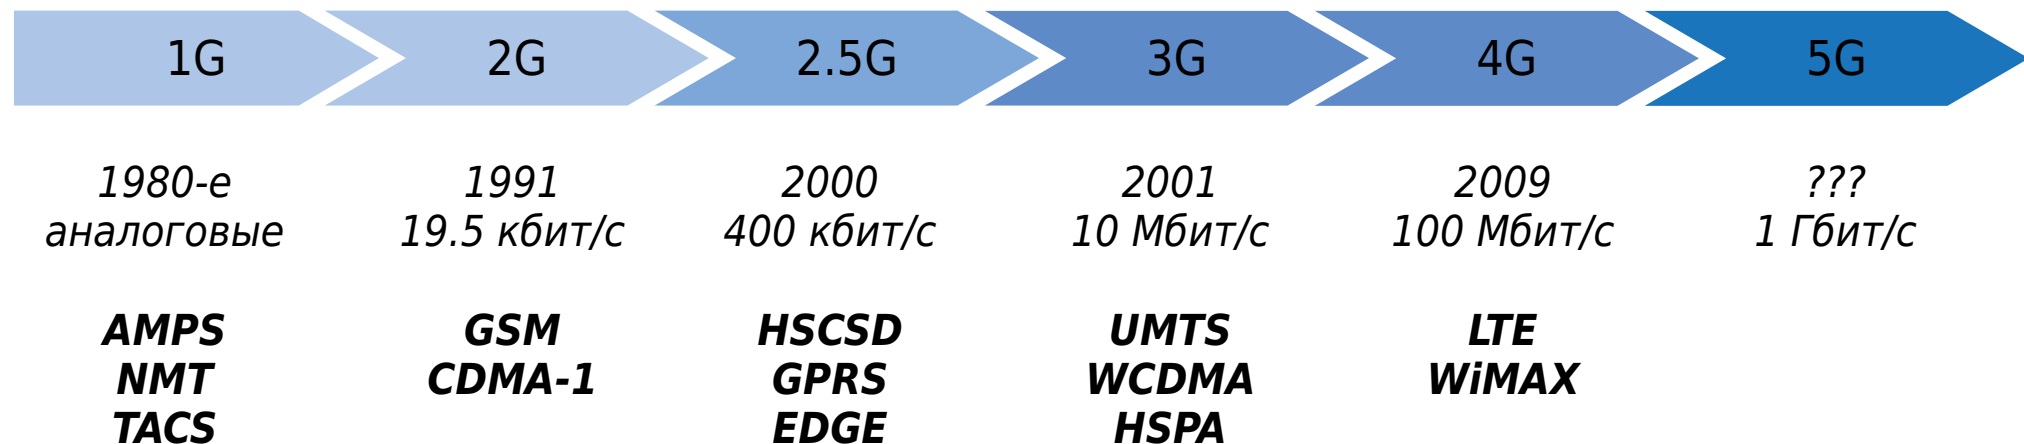 1G
2G
2.5G
3G
4G
5G
1980-е
аналоговые
1991
19.5 кбит/с
2000
400 кбит/с
2001
10 Мбит/с
2009
100 Мбит/с
???
1 Гбит/с
AMPS
NMT
TACS
GSM
CDMA-1
HSCSD
GPRS
EDGE
UMTS
WCDMA
HSPA
LTE
WiMAX